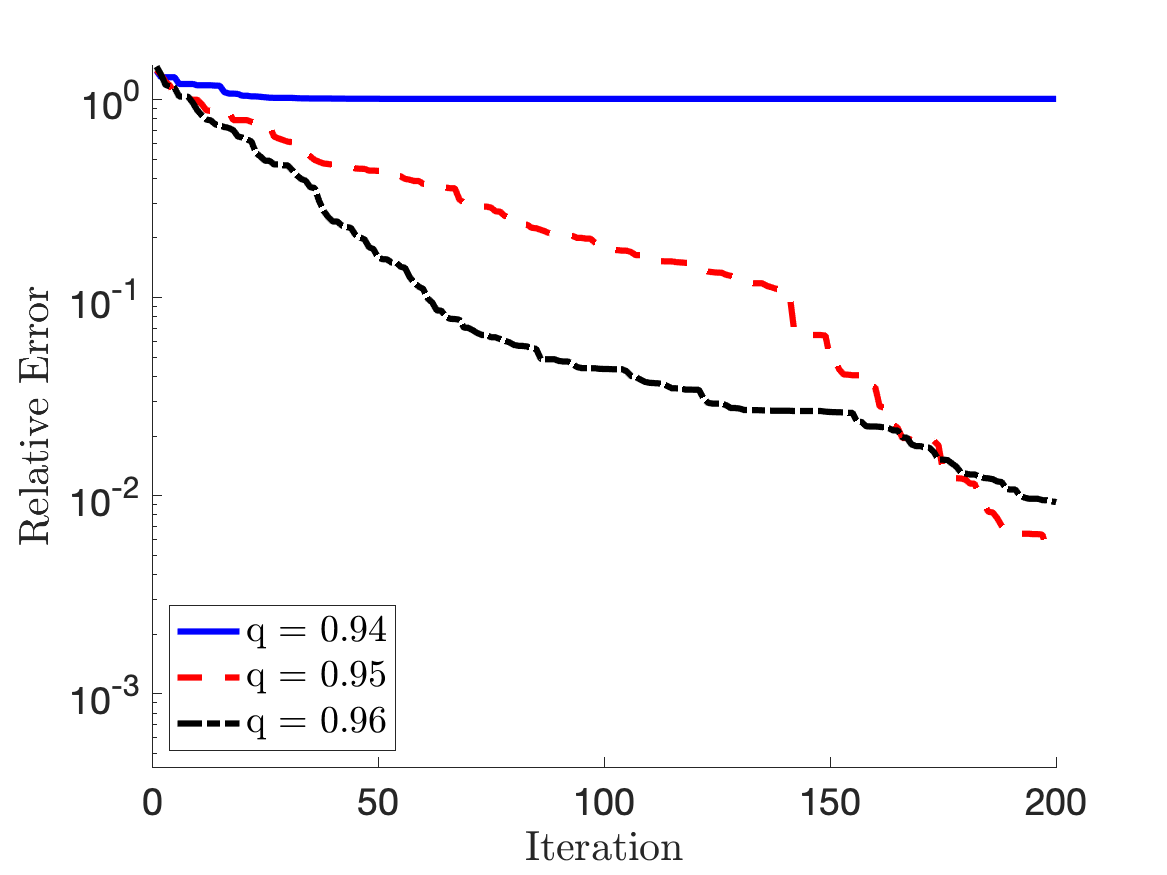 10^0
10^-1
10^-2
10^-3
Relative Error
q = 0.94
q = 0.95
q = 0.96
0 50 100 150 200
Iteration